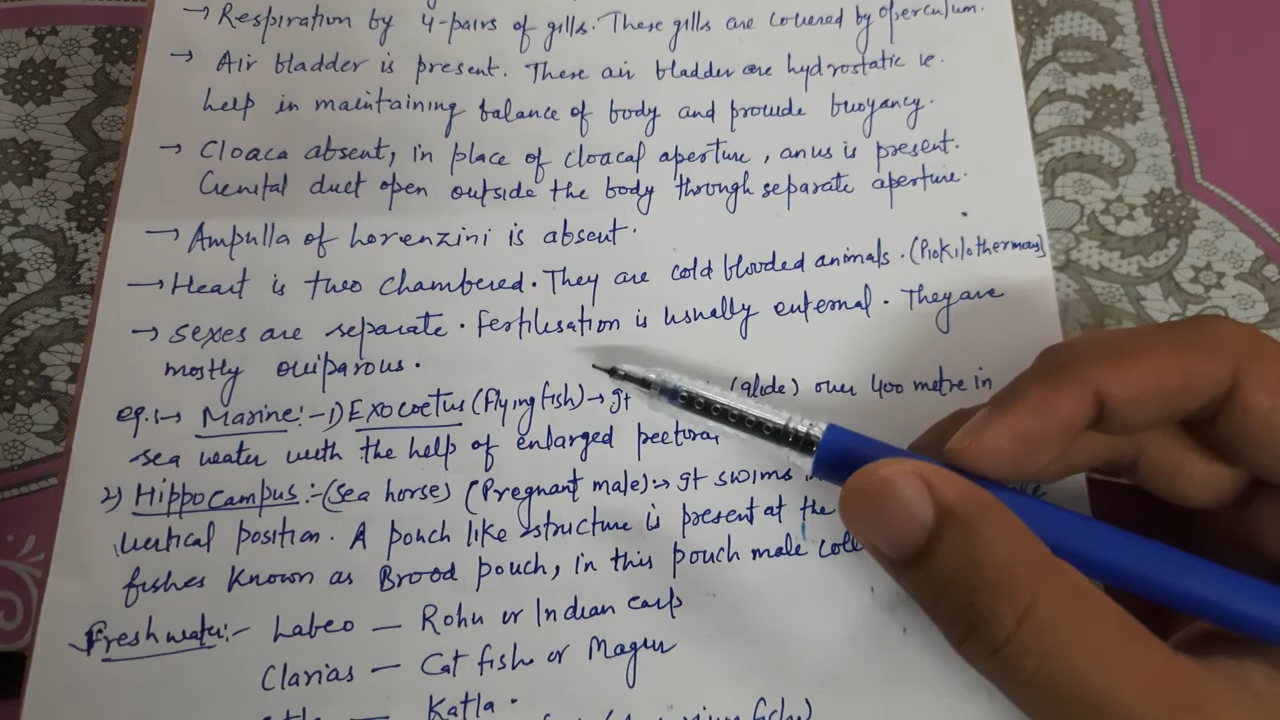 → Respiration by 4-pairs of gills. These gills are covered by operculum.
→ Air bladder is present. These air bladder are hydrostatic ie.
help in maintaining balance of body and provide buoyancy.
→ Cloaca absent, in place of cloacal aperture, anus is present.
Genital duct open outside the body through separate aperture.
→ Ampulla of Lorenzini is absent.
→ Heart is two chambered. They are cold blooded animals. (Piokilothermous)
→ Sexes are separate. Fertilisation is usually external. They are
mostly oviparous.
eg.:→ Marine:- 1) Exocoetus (Flying fish) → It (glide) over 400 metre in
sea water with the help of enlarged pectoral
2) Hippocampus:- (Sea horse) (Pregnant male) :→ It swims in
vertical position. A pouch like structure is present at the
fishes Known as Brood pouch, in this pouch male
Freshwater:- Labeo — Rohu or Indian carp
Clarias — Cat fish or Magur
— Katla.
fish)